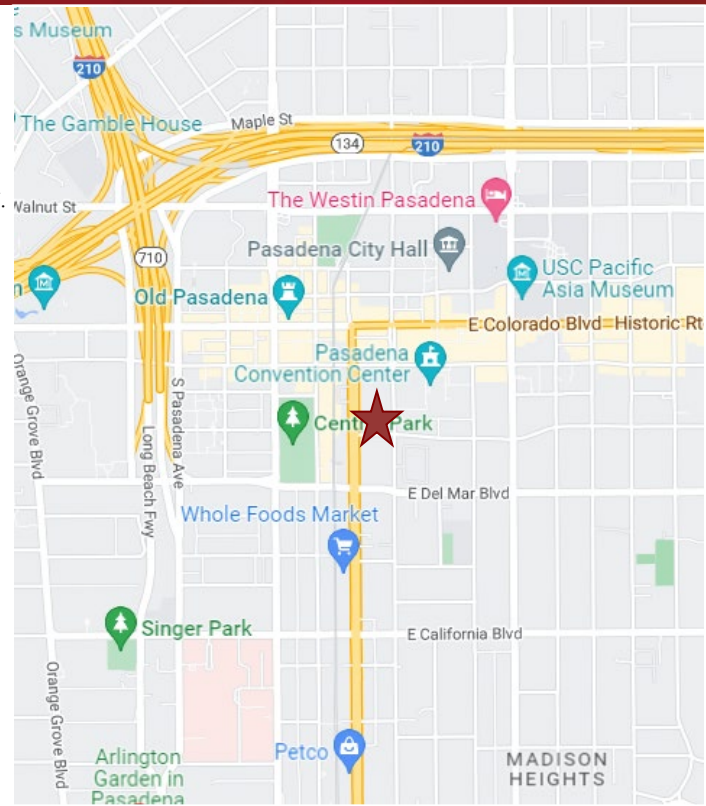 s Museum
210
The Gamble House
Maple St
134
210
Walnut St
The Westin Pasadena
Pasadena City Hall
710
USC Pacific
Asia Museum
n
Old Pasadena
E Colorado Blvd
Historic Rt
Pasadena
Convention Center
Orange Grove Blvd
S Pasadena Ave
Long Beach Fwy
Cent Park
E Del Mar Blvd
Whole Foods Market
Singer Park
E California Blvd
Orange Grove Blvd
Petco
Arlington
Garden in
Pasadena
MADISON
HEIGHTS